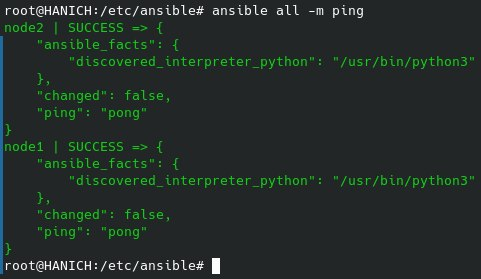 root@HANICH:/etc/ansible# ansible all -m ping
node2 | SUCCESS => {
    "ansible_facts": {
        "discovered_interpreter_python": "/usr/bin/python3"
    },
    "changed": false,
    "ping": "pong"
}
node1 | SUCCESS => {
    "ansible_facts": {
        "discovered_interpreter_python": "/usr/bin/python3"
    },
    "changed": false,
    "ping": "pong"
}
root@HANICH:/etc/ansible#